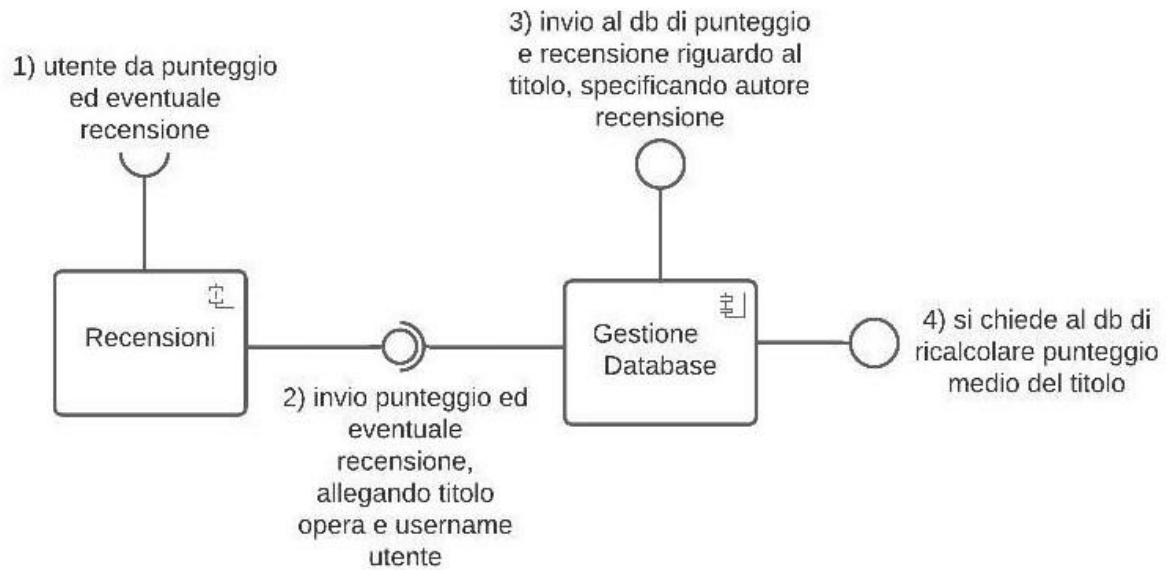 1) utente da punteggio
ed eventuale
recensione
3) invio al db di punteggio
e recensione riguardo al
titolo, specificando autore
recensione
Recensioni
2) invio punteggio ed
eventuale
recensione,
allegando titolo
opera e username
utente
Gestione
Database
4) si chiede al db di
ricalcolare punteggio
medio del titolo